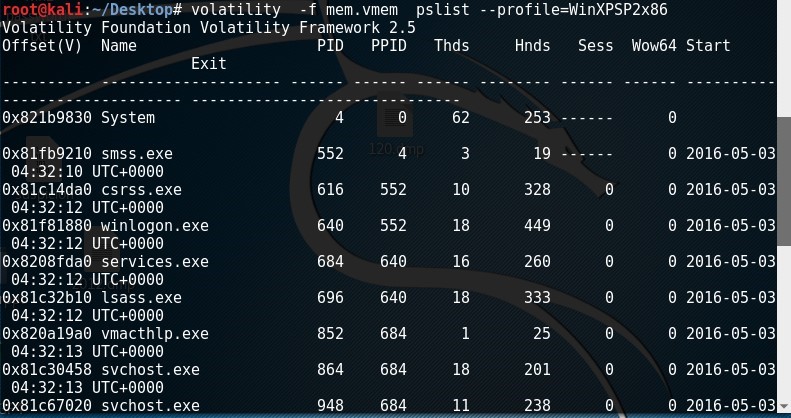 root@kali:~/Desktop# volatility  -f mem.vmem  pslist --profile=WinXPSP2x86
Volatility Foundation Volatility Framework 2.5
Offset(V)  Name                    PID   PPID   Thds     Hnds   Sess  Wow64 Start
                     Exit
---------- -------------------- ------ ------ ------ -------- ------ ------ ----------
-------------------- ------------------------------
0x821b9830 System                    4      0     62      253 ------      0
0x81fb9210 smss.exe                552      4      3       19 ------      0 2016-05-03
 04:32:10 UTC+0000
0x81c14da0 csrss.exe               616    552     10      328      0      0 2016-05-03
 04:32:12 UTC+0000
0x81f81880 winlogon.exe            640    552     18      449      0      0 2016-05-03
 04:32:12 UTC+0000
0x8208fda0 services.exe            684    640     16      260      0      0 2016-05-03
 04:32:12 UTC+0000
0x81c32b10 lsass.exe               696    640     18      333      0      0 2016-05-03
 04:32:12 UTC+0000
0x820a19a0 vmacthlp.exe            852    684      1       25      0      0 2016-05-03
 04:32:13 UTC+0000
0x81c30458 svchost.exe             864    684     18      201      0      0 2016-05-03
 04:32:13 UTC+0000
0x81c67020 svchost.exe             948    684     11      238      0      0 2016-05-03